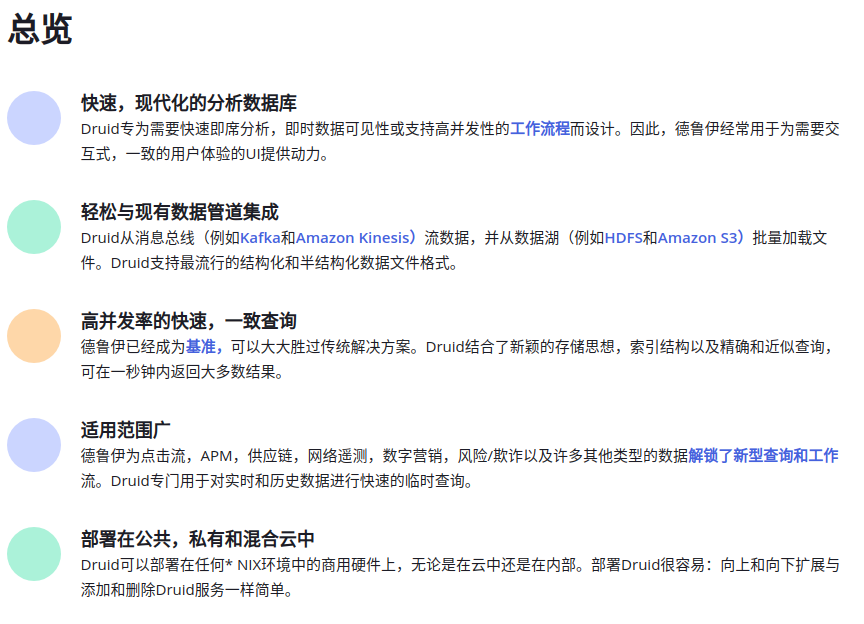 总览
快速，现代化的分析数据库
Druid专为需要快速即席分析，即时数据可见性或支持高并发性的工作流程而设计。因此，德鲁伊经常用于为需要交
互式，一致的用户体验的UI提供动力。
轻松与现有数据管道集成
Druid从消息总线（例如Kafka和Amazon Kinesis）流数据，并从数据湖（例如HDFS和Amazon S3）批量加载文
件。Druid支持最流行的结构化和半结构化数据文件格式。
高并发率的快速，一致查询
德鲁伊已经成为基准，可以大大胜过传统解决方案。Druid结合了新颖的存储思想，索引结构以及精确和近似查询，
可在一秒钟内返回大多数结果。
适用范围广
德鲁伊为点击流，APM，供应链，网络遥测，数字营销，风险/欺诈以及许多其他类型的数据解锁了新型查询和工作
流。Druid专门用于对实时和历史数据进行快速的临时查询。
部署在公共，私有和混合云中
Druid可以部署在任何* NIX环境中的商用硬件上，无论是在云中还是在内部。部署Druid很容易：向上和向下扩展与
添加和删除Druid服务一样简单。